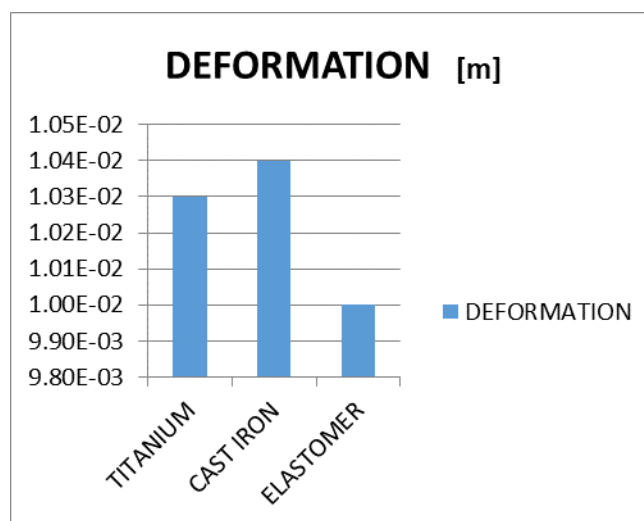 DEFORMATION [m]
1.05E-02
1.04E-02
1.03E-02
1.02E-02
1.01E-02
1.00E-02
9.90E-03
9.80E-03
TITANIUM
CAST IRON
ELASTOMER
DEFORMATION